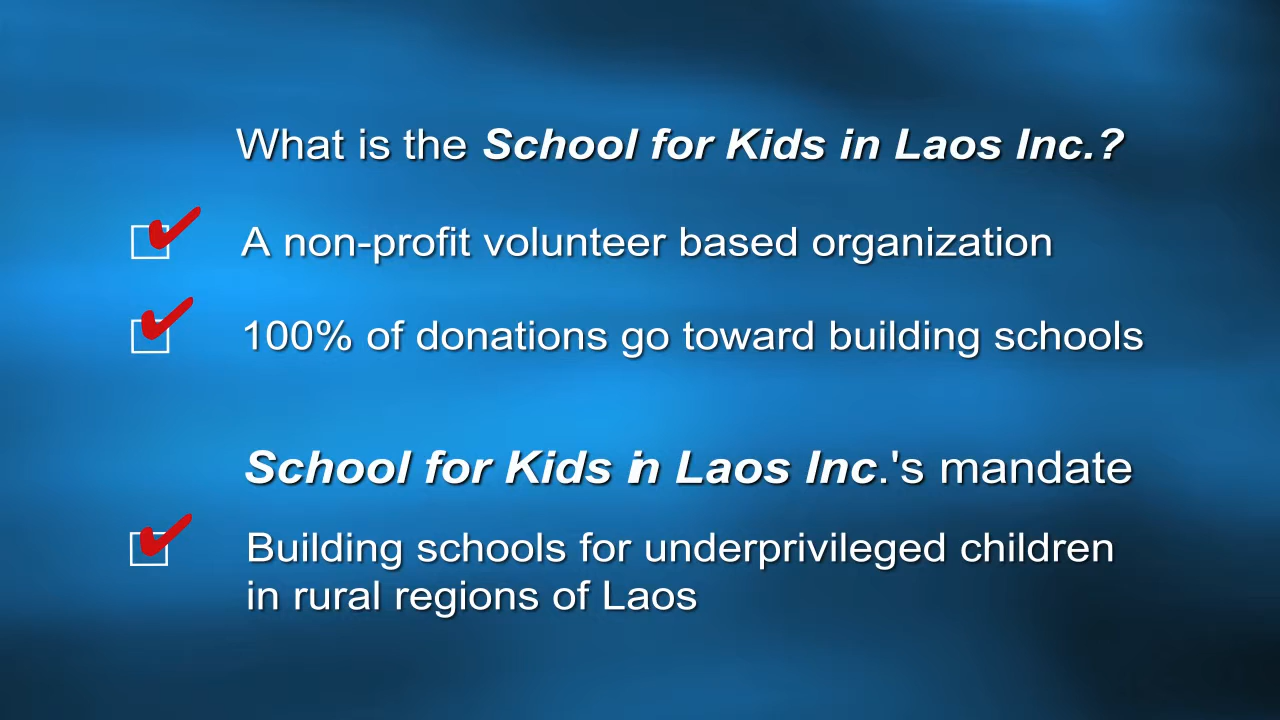 What is the School for Kids in Laos Inc.?
A non-profit volunteer based organization
100% of donations go toward building schools
School for Kids in Laos Inc.'s mandate
Building schools for underprivileged children
in rural regions of Laos